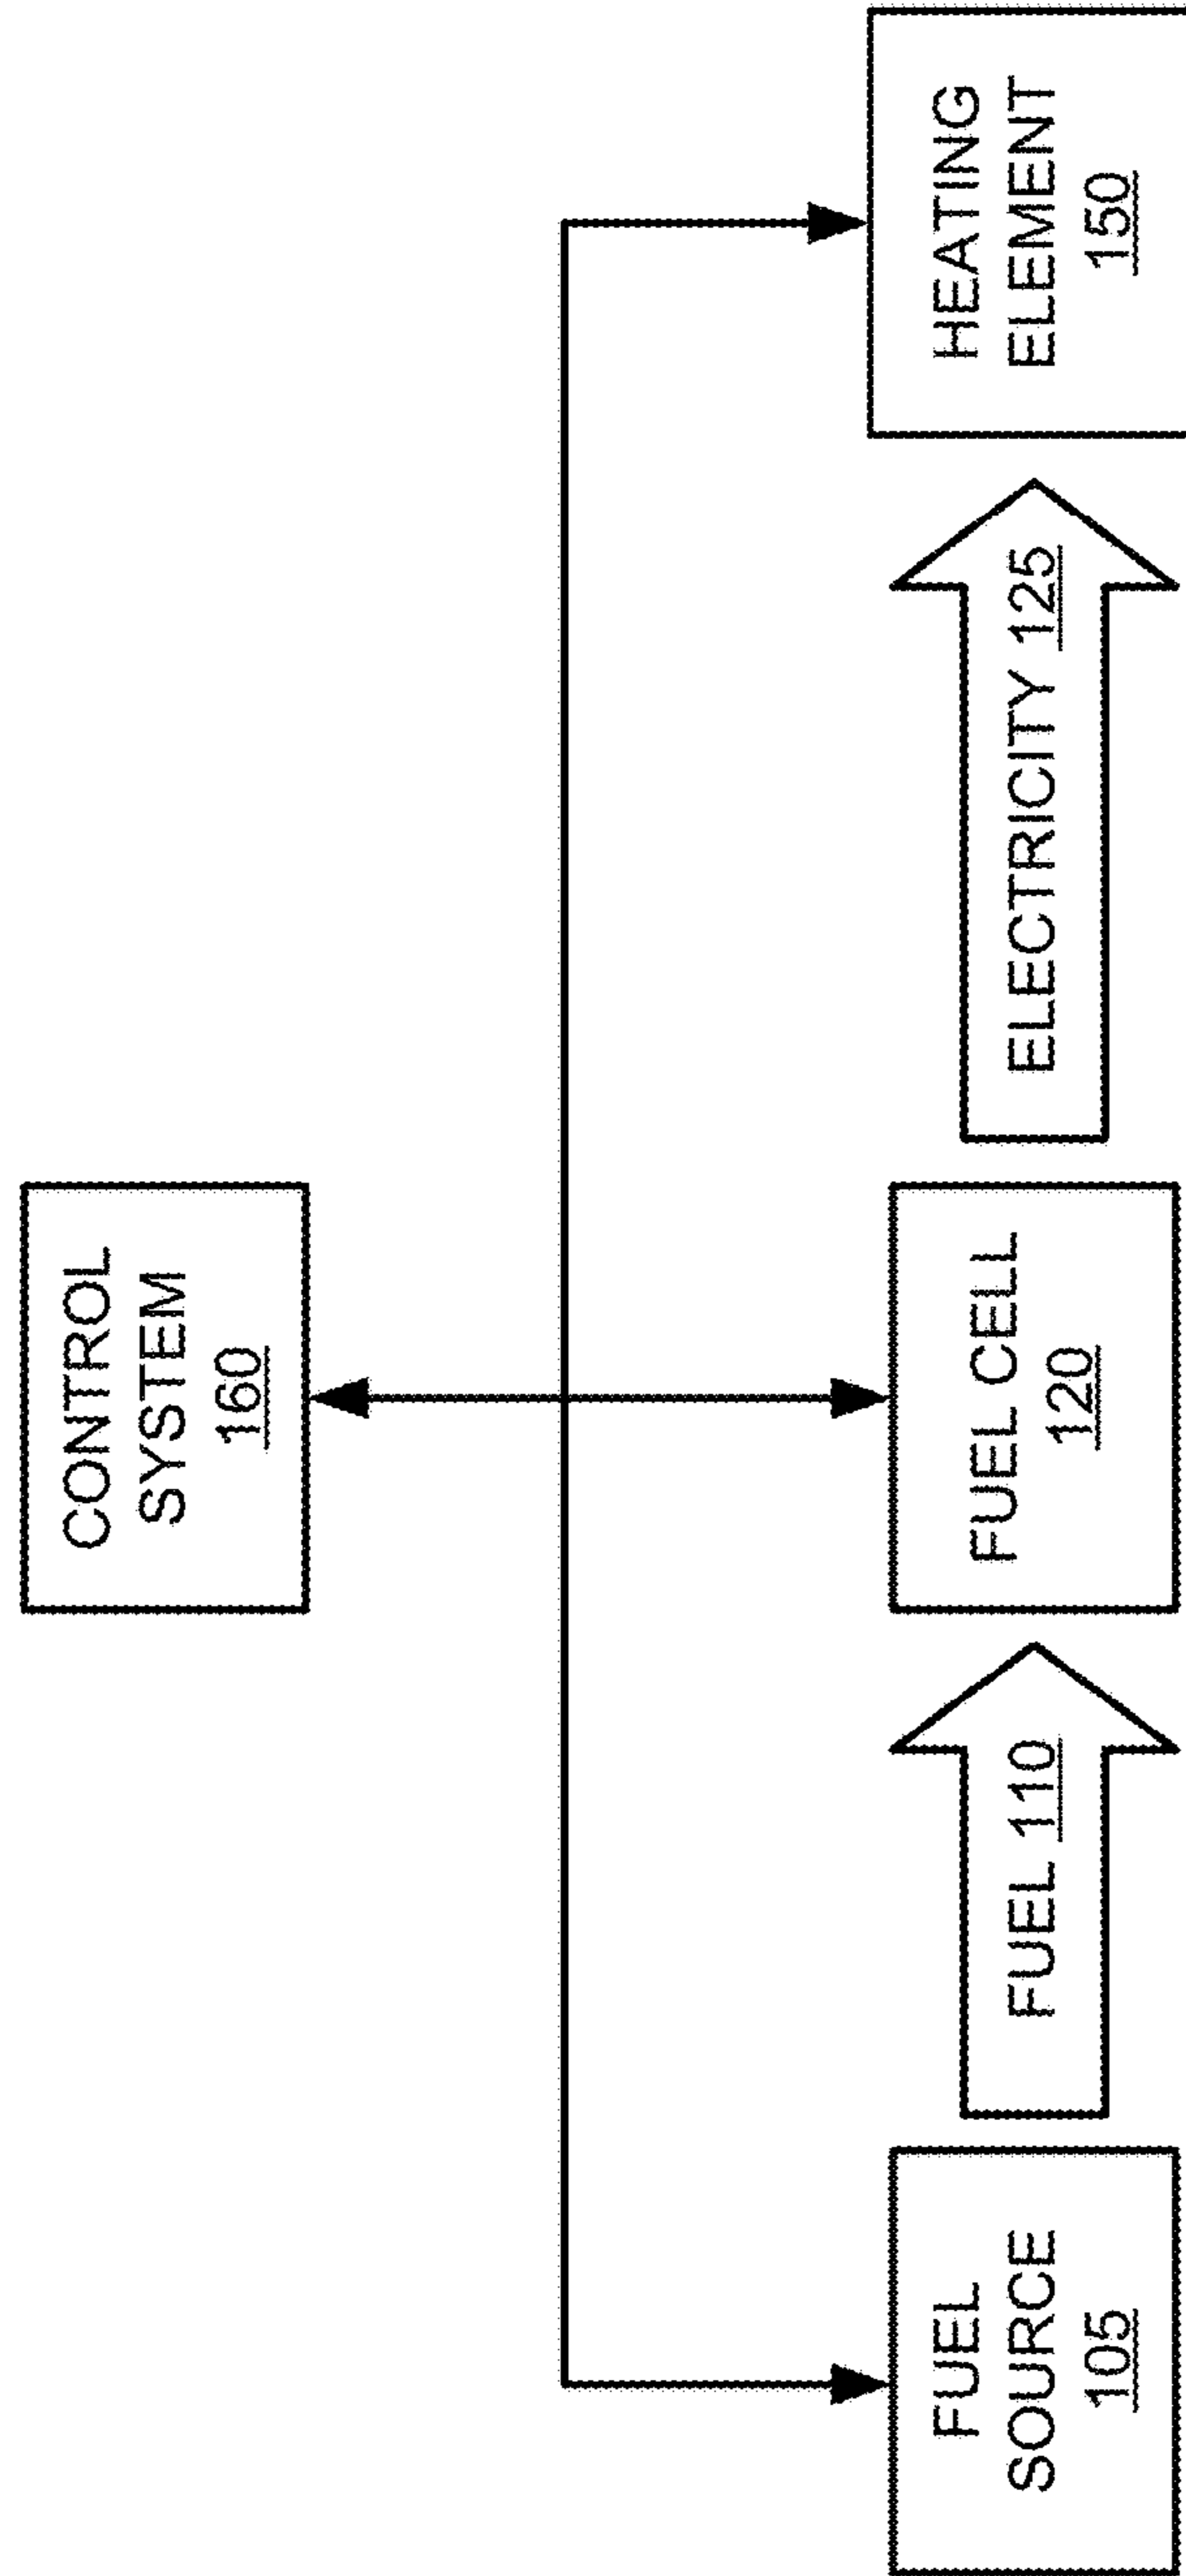 CONTROL
SYSTEM
160
FUEL
SOURCE
105
FUEL 110
FUEL CELL
120
ELECTRICITY 125
HEATING
ELEMENT
150